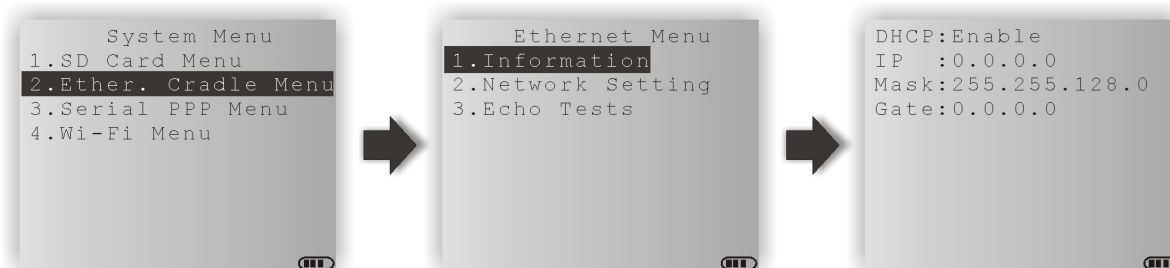 System Menu
1.SD Card Menu
2.Ether. Cradle Menu
3.Serial PPP Menu
4.Wi-Fi Menu
Ethernet Menu
1.Information
2.Network Setting
3.Echo Tests
DHCP:Enable
IP  :0.0.0.0
Mask:255.255.128.0
Gate:0.0.0.0